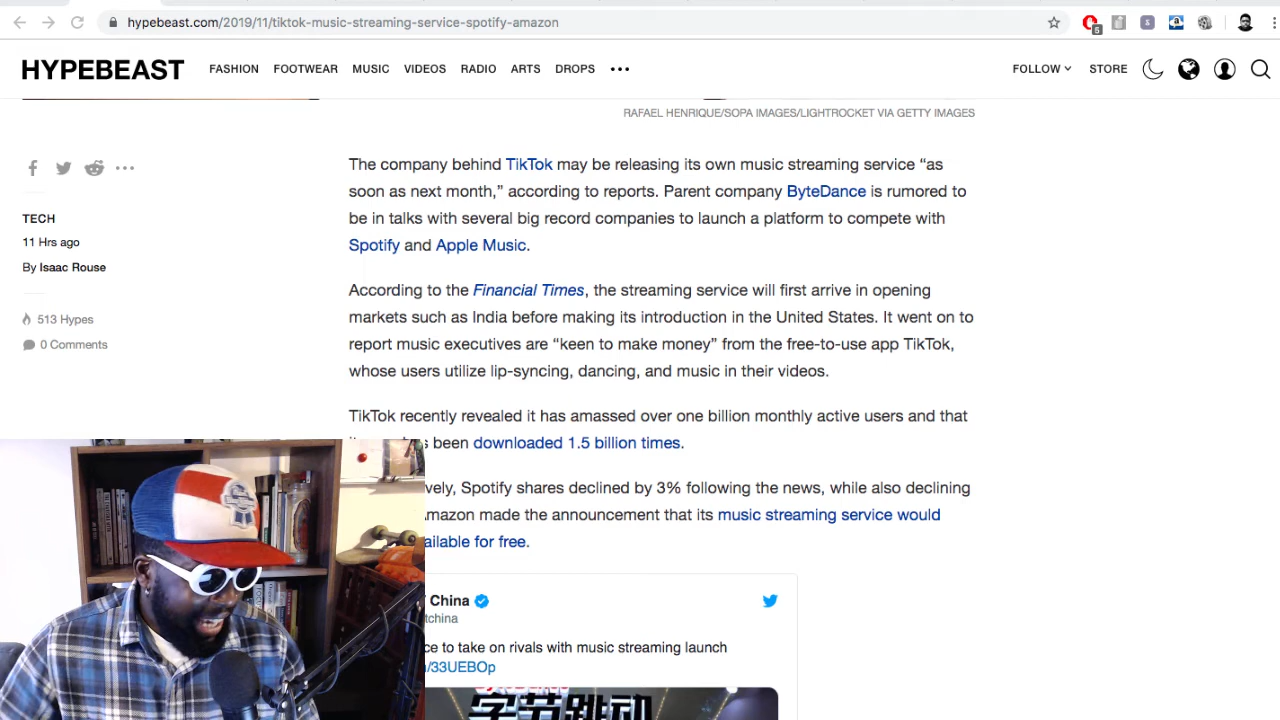 hypebeast.com/2019/11/tiktok-music-streaming-service-spotify-amazon
5
HYPEBEAST FASHION FOOTWEAR MUSIC VIDEOS RADIO ARTS DROPS ••• FOLLOW STORE
RAFAEL HENRIQUE/SOPA IMAGES/LIGHTROCKET VIA GETTY IMAGES
TECH
11 Hrs ago
By Isaac Rouse
513 Hypes
0 Comments
The company behind TikTok may be releasing its own music streaming service “as
soon as next month,” according to reports. Parent company ByteDance is rumored to
be in talks with several big record companies to launch a platform to compete with
Spotify and Apple Music.
According to the Financial Times, the streaming service will first arrive in opening
markets such as India before making its introduction in the United States. It went on to
report music executives are “keen to make money” from the free-to-use app TikTok,
whose users utilize lip-syncing, dancing, and music in their videos.
TikTok recently revealed it has amassed over one billion monthly active users and that
been downloaded 1.5 billion times.
Spotify shares declined by 3% following the news, while also declining
made the announcement that its music streaming service would
for free.
China
to take on rivals with music streaming launch
/33UEBOp
字节跳动